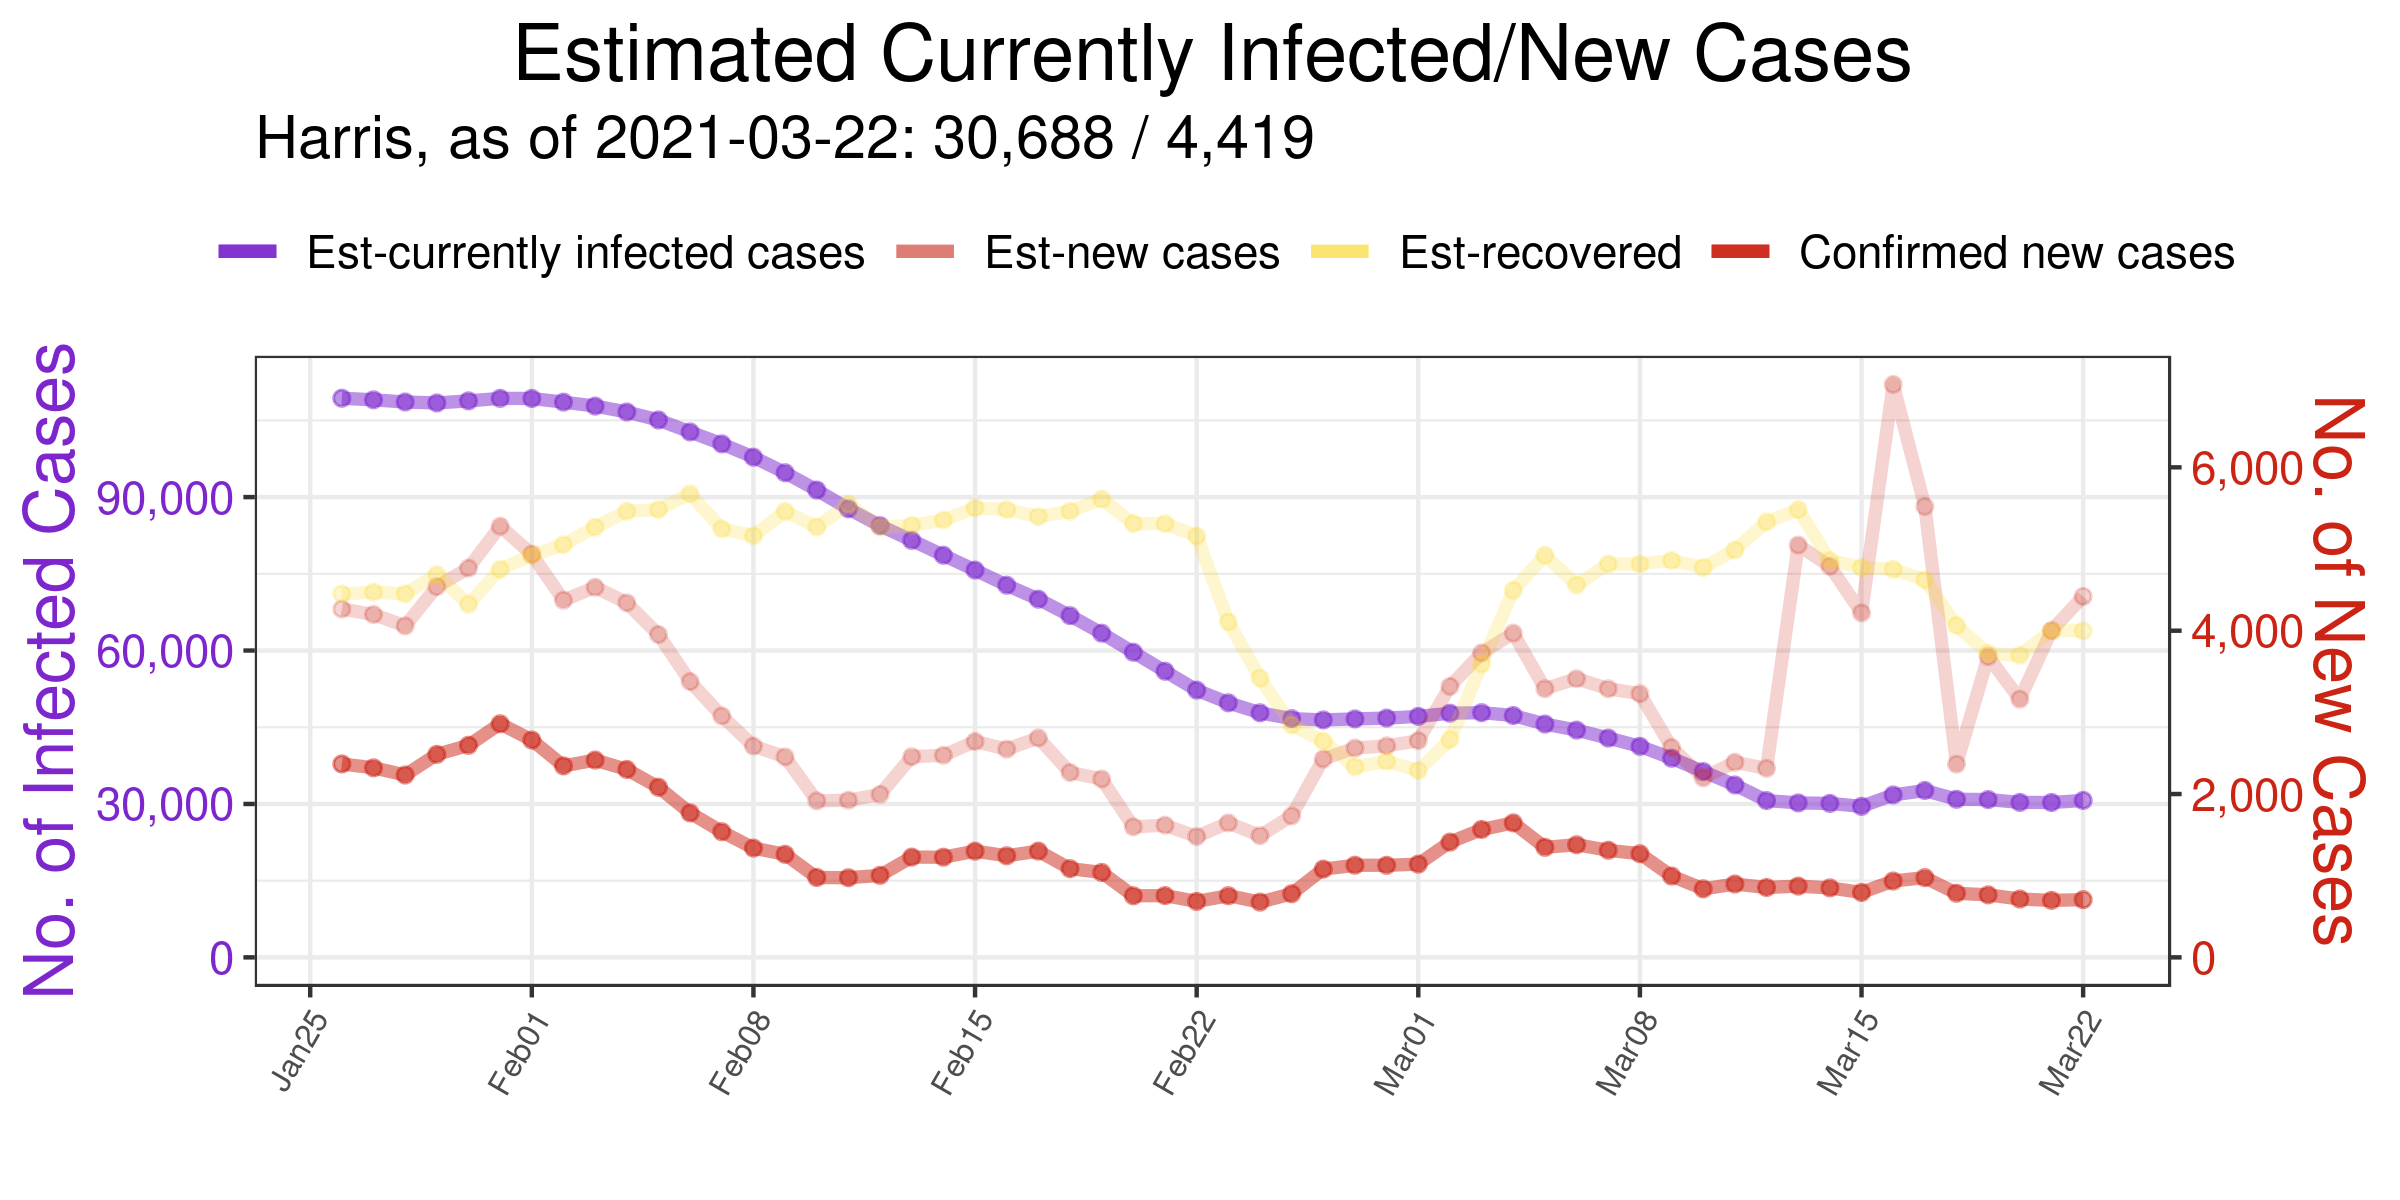 Estimated Currently Infected/New Cases
Harris, as of 2021-03-22: 30,688 / 4,419
Est-currently infected cases Est-new cases Est-recovered Confirmed new cases
No. of Infected Cases
90,000
60,000
30,000
0
6,000
4,000
2,000
0
No. of New Cases
Jan25 Feb01 Feb08 Feb15 Feb22 Mar01 Mar08 Mar15 Mar22